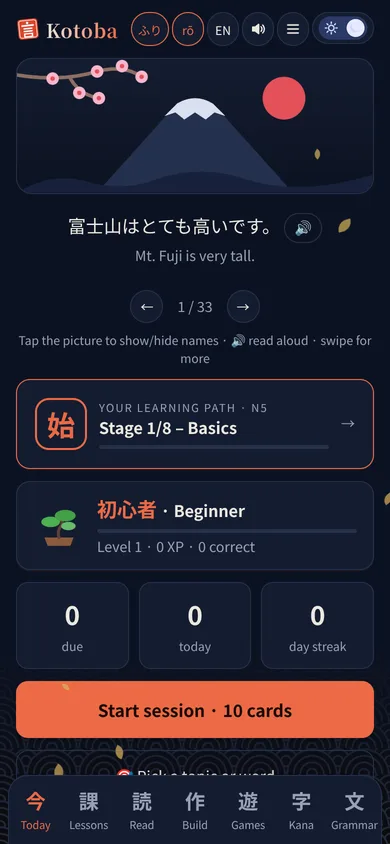 言 Kotoba ふり rō EN
富士山はとても高いです。
Mt. Fuji is very tall.
← 1 / 33 →
Tap the picture to show/hide names · 🔊 read aloud · swipe for
more
始
YOUR LEARNING PATH · N5
Stage 1/8 – Basics →
初心者 · Beginner
Level 1 · 0 XP · 0 correct
0 0 0
due today day streak
Start session · 10 cards
🎯 Pick a topic or word
今 課 読 作 遊 字 文
Today Lessons Read Build Games Kana Grammar